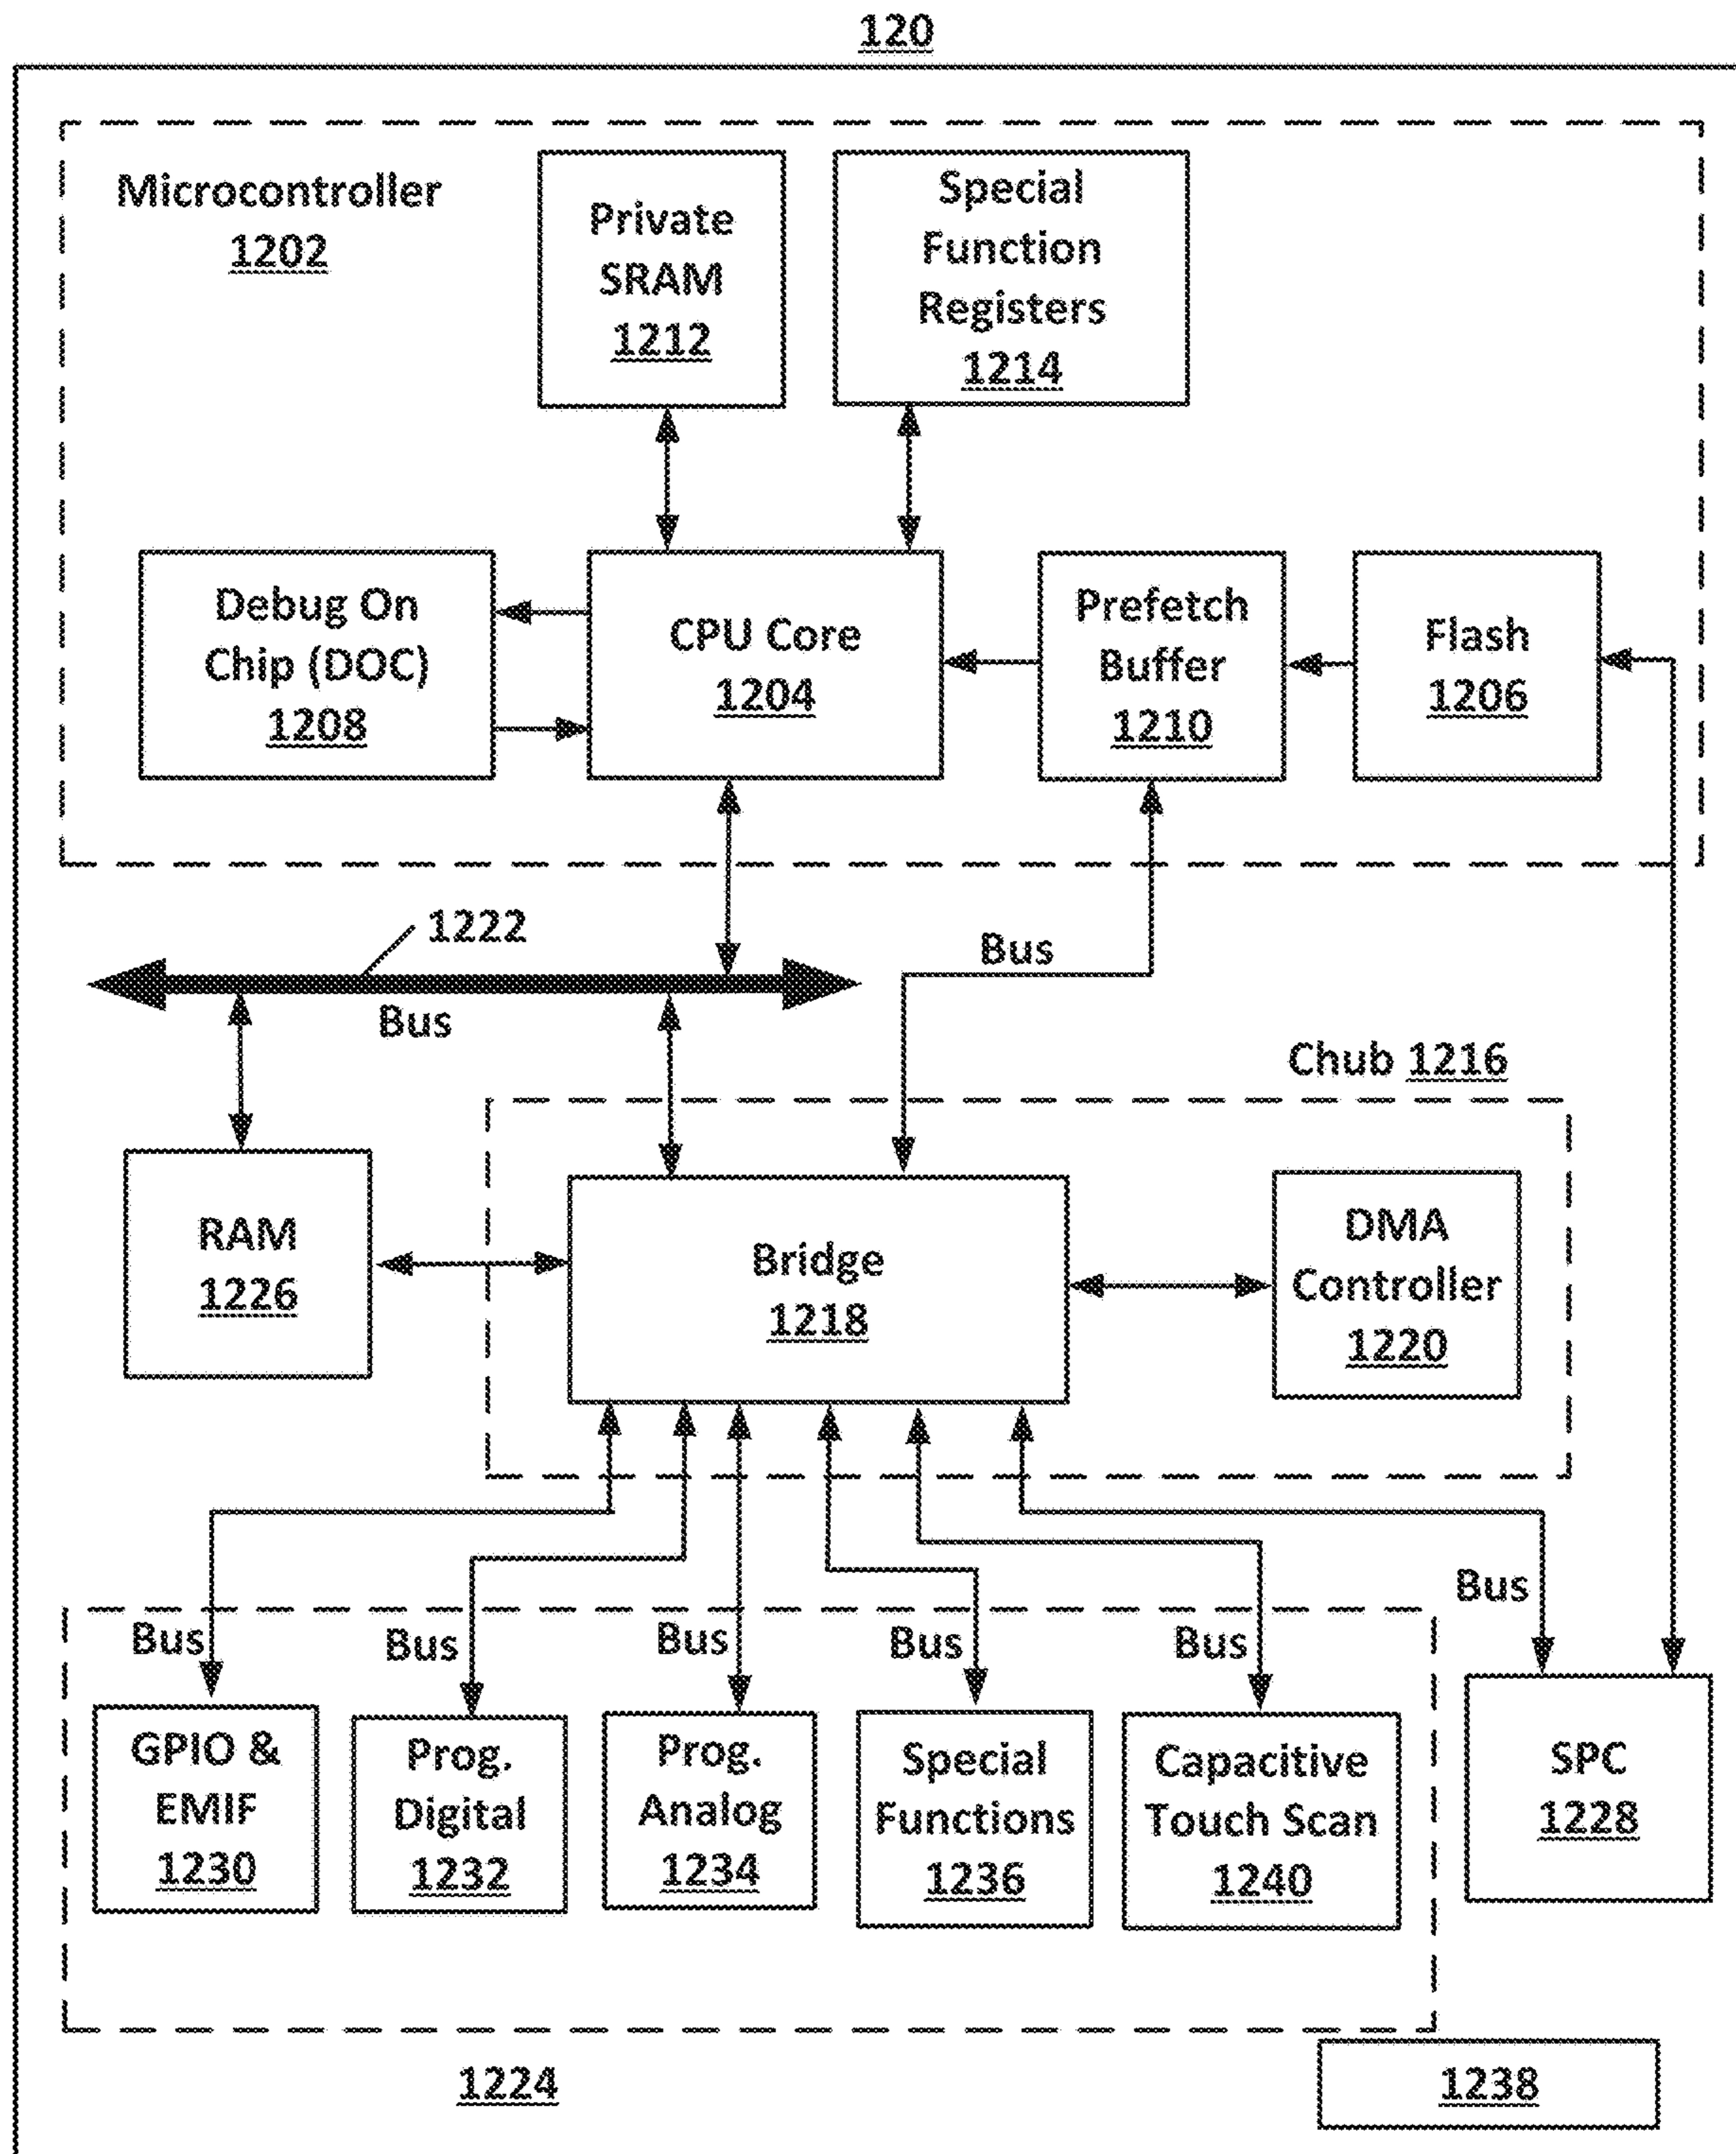 120
Microcontroller
1202
Private
SRAM
1212
Special
Function
Registers
1214
Debug On
Chip (DOC)
1208
CPU Core
1204
Prefetch
Buffer
1210
Flash
1206
1222
Bus
Bus
Chub 1216
RAM
1226
Bridge
1218
DMA
Controller
1220
Bus
Bus
Bus
Bus
Bus
Bus
GPIO &
EMIF
1230
Prog.
Digital
1232
Prog.
Analog
1234
Special
Functions
1236
Capacitive
Touch Scan
1240
SPC
1228
1224
1238